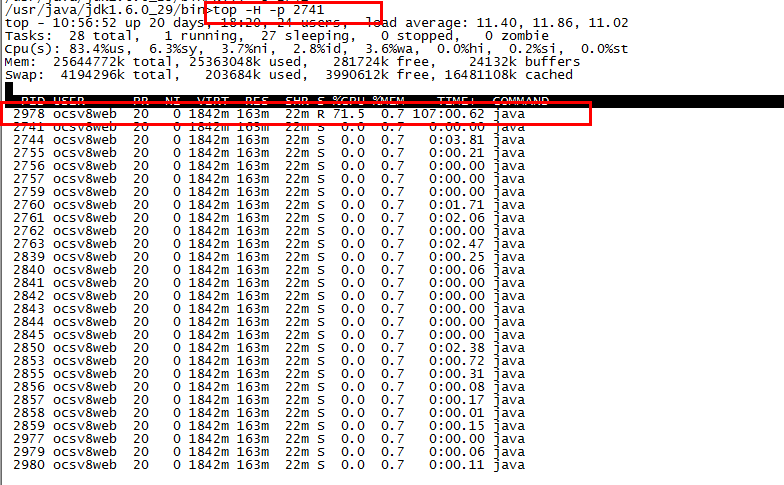 /usr/java/jdk1.6.0_29/bin>top -H -p 2741
top - 10:56:52 up 20 days, 18:20, 24 users, load average: 11.40, 11.86, 11.02
Tasks: 28 total, 1 running, 27 sleeping, 0 stopped, 0 zombie
Cpu(s): 83.4%us, 6.3%sy, 3.7%ni, 2.8%id, 3.6%wa, 0.0%hi, 0.2%si, 0.0%st
Mem: 25644772k total, 25363048k used, 281724k free, 24132k buffers
Swap: 4194296k total, 203684k used, 3990612k free, 16481108k cached
PID USER PR NI VIRT RES SHR S %CPU %MEM TIME+ COMMAND
2978 ocsv8web 20 0 1842m 163m 22m R 71.5 0.7 107:00.62 java
2741 ocsv8web 20 0 1842m 163m 22m S 0.0 0.7 0:00.00 java
2744 ocsv8web 20 0 1842m 163m 22m S 0.0 0.7 0:03.81 java
2755 ocsv8web 20 0 1842m 163m 22m S 0.0 0.7 0:00.21 java
2756 ocsv8web 20 0 1842m 163m 22m S 0.0 0.7 0:00.00 java
2757 ocsv8web 20 0 1842m 163m 22m S 0.0 0.7 0:00.00 java
2759 ocsv8web 20 0 1842m 163m 22m S 0.0 0.7 0:00.00 java
2760 ocsv8web 20 0 1842m 163m 22m S 0.0 0.7 0:01.71 java
2761 ocsv8web 20 0 1842m 163m 22m S 0.0 0.7 0:02.06 java
2762 ocsv8web 20 0 1842m 163m 22m S 0.0 0.7 0:00.00 java
2763 ocsv8web 20 0 1842m 163m 22m S 0.0 0.7 0:02.47 java
2839 ocsv8web 20 0 1842m 163m 22m S 0.0 0.7 0:00.25 java
2840 ocsv8web 20 0 1842m 163m 22m S 0.0 0.7 0:00.06 java
2841 ocsv8web 20 0 1842m 163m 22m S 0.0 0.7 0:00.00 java
2842 ocsv8web 20 0 1842m 163m 22m S 0.0 0.7 0:00.00 java
2843 ocsv8web 20 0 1842m 163m 22m S 0.0 0.7 0:00.00 java
2844 ocsv8web 20 0 1842m 163m 22m S 0.0 0.7 0:00.00 java
2845 ocsv8web 20 0 1842m 163m 22m S 0.0 0.7 0:00.00 java
2850 ocsv8web 20 0 1842m 163m 22m S 0.0 0.7 0:02.38 java
2853 ocsv8web 20 0 1842m 163m 22m S 0.0 0.7 0:00.72 java
2855 ocsv8web 20 0 1842m 163m 22m S 0.0 0.7 0:00.31 java
2856 ocsv8web 20 0 1842m 163m 22m S 0.0 0.7 0:00.08 java
2857 ocsv8web 20 0 1842m 163m 22m S 0.0 0.7 0:00.17 java
2858 ocsv8web 20 0 1842m 163m 22m S 0.0 0.7 0:00.01 java
2859 ocsv8web 20 0 1842m 163m 22m S 0.0 0.7 0:00.15 java
2977 ocsv8web 20 0 1842m 163m 22m S 0.0 0.7 0:00.00 java
2979 ocsv8web 20 0 1842m 163m 22m S 0.0 0.7 0:00.06 java
2980 ocsv8web 20 0 1842m 163m 22m S 0.0 0.7 0:00.11 java